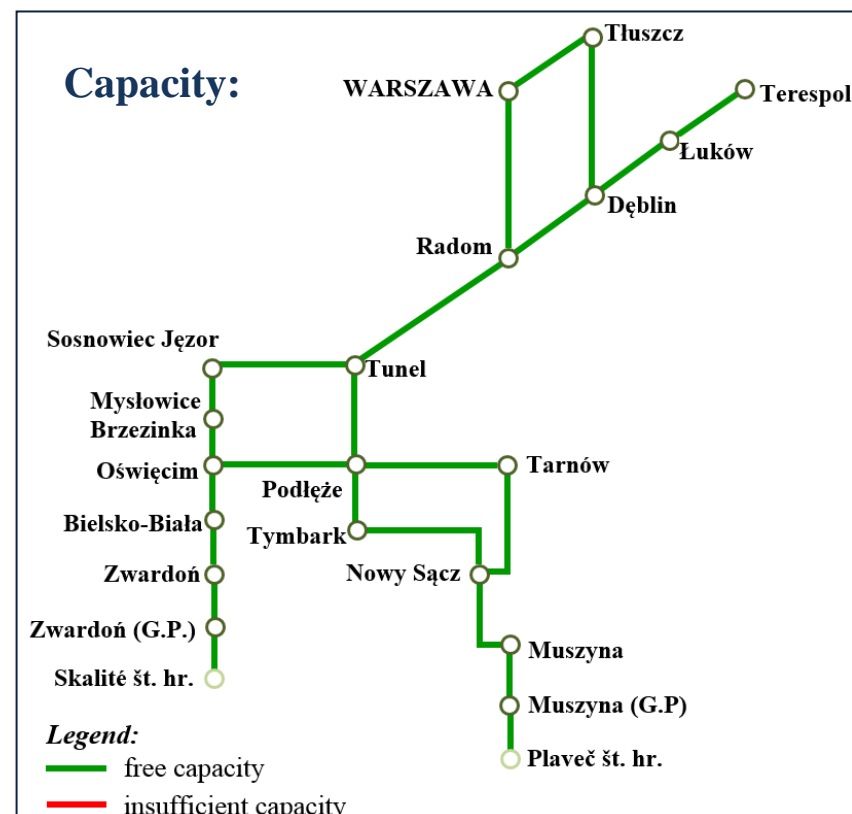 Capacity:
Tłuszcz
WARSZAWA
Terespol
Łuków
Dęblin
Radom
Sosnowiec Jęzor
Tunel
Mysłowice
Brzezinka
Oświęcim
Tarnów
Podłęże
Bielsko-Biała
Tymbark
Zwardoń
Nowy Sącz
Zwardoń (G.P.)
Muszyna
Skalité št. hr.
Muszyna (G.P)
Legend:
Plaveč št. hr.
free capacity
insufficient capacity